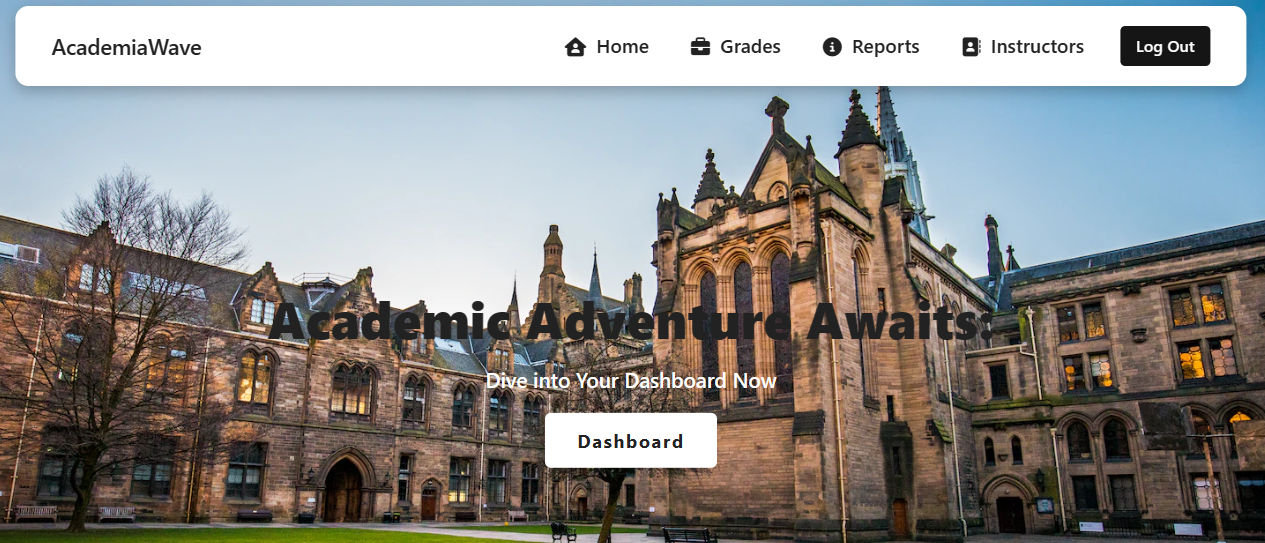 AcademiaWave
Home
Grades
Reports
Instructors
Log Out
Academic Adventure Awaits:
Dive into Your Dashboard Now
Dashboard